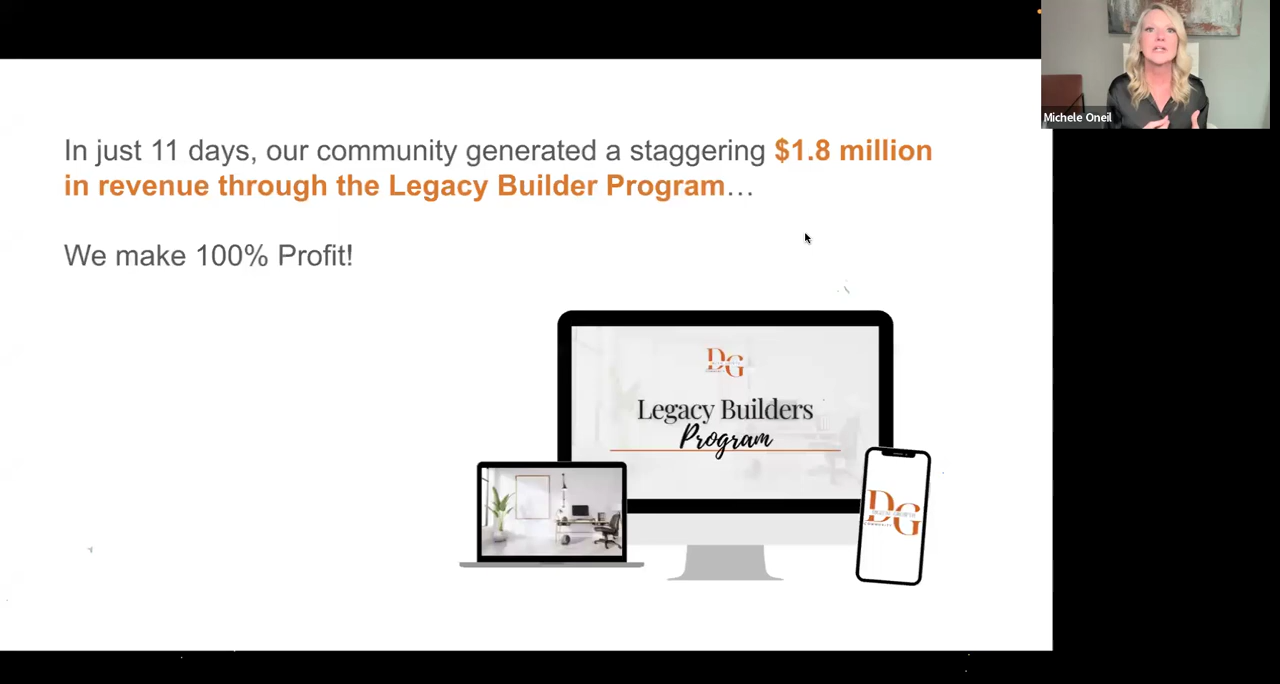 Michele Oneil
In just 11 days, our community generated a staggering $1.8 million
in revenue through the Legacy Builder Program…
We make 100% Profit!
DG
Legacy Builders
Program
DG
COMMUNITY